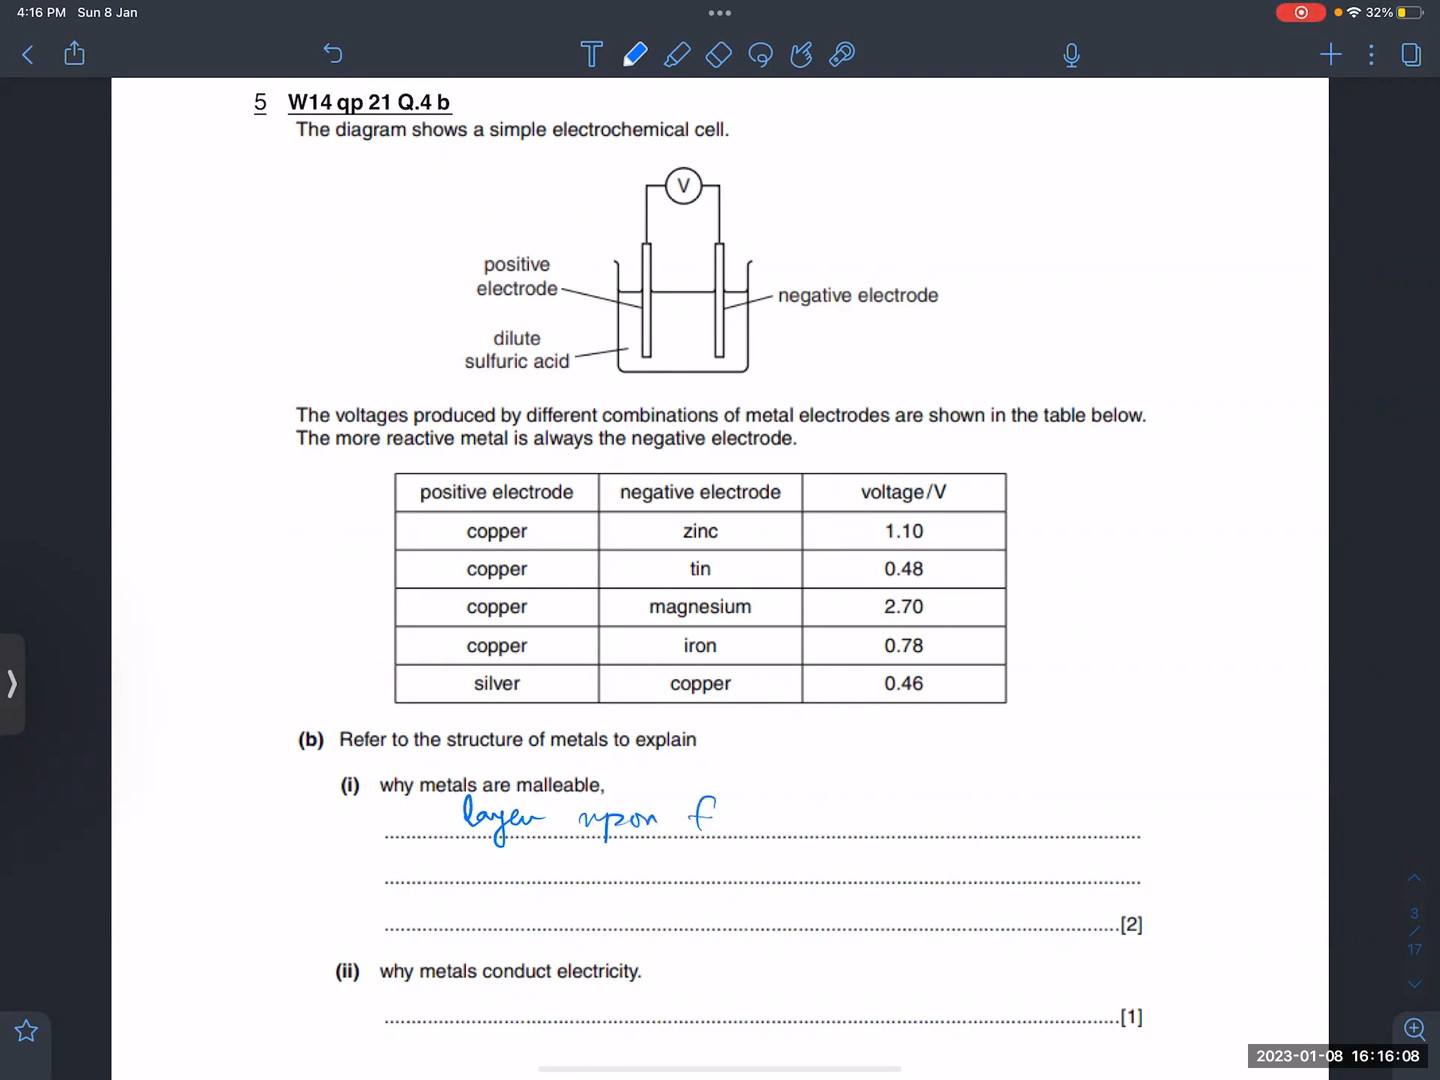 4:16 PM Sun 8 Jan
32%
5 W14 qp 21 Q.4 b
The diagram shows a simple electrochemical cell.
V
positive
electrode
negative electrode
dilute
sulfuric acid
The voltages produced by different combinations of metal electrodes are shown in the table below.
The more reactive metal is always the negative electrode.
positive electrode negative electrode voltage/V
copper zinc 1.10
copper tin 0.48
copper magnesium 2.70
copper iron 0.78
silver copper 0.46
(b) Refer to the structure of metals to explain
(i) why metals are malleable,
layer upon f
[2]
(ii) why metals conduct electricity.
[1]
3
/
17
2023-01-08 16:16:08